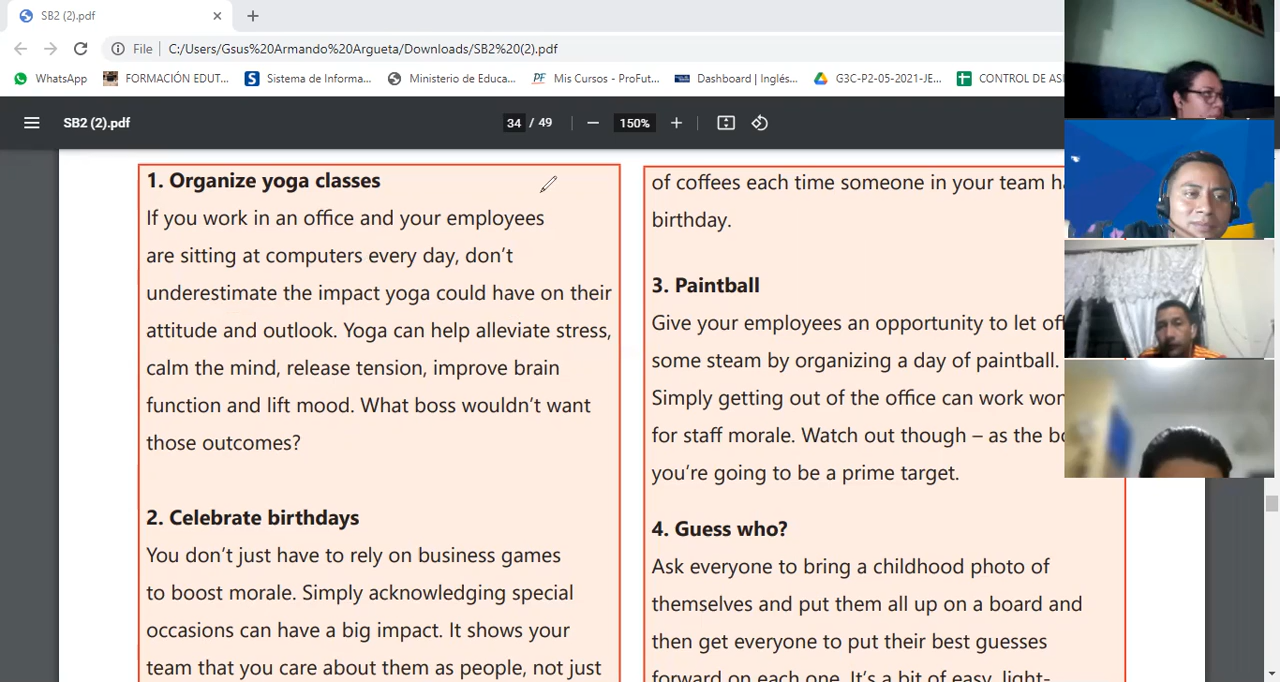 SB2 (2).pdf
File | C:/Users/Gsus%20Armando%20Argueta/Downloads/SB2%20(2).pdf
WhatsApp FORMACIÓN EDUT... Sistema de Informa... Ministerio de Educa... PF Mis Cursos - ProFut... Dashboard | Inglés... G3C-P2-05-2021-JE... CONTROL DE AS
SB2 (2).pdf 34 / 49 150%
1. Organize yoga classes
If you work in an office and your employees
are sitting at computers every day, don't
underestimate the impact yoga could have on their
attitude and outlook. Yoga can help alleviate stress,
calm the mind, release tension, improve brain
function and lift mood. What boss wouldn't want
those outcomes?
2. Celebrate birthdays
You don't just have to rely on business games
to boost morale. Simply acknowledging special
occasions can have a big impact. It shows your
team that you care about them as people, not just
of coffees each time someone in your team
birthday.
3. Paintball
Give your employees an opportunity to let off
some steam by organizing a day of paintball.
Simply getting out of the office can work
for staff morale. Watch out though – as the
you're going to be a prime target.
4. Guess who?
Ask everyone to bring a childhood photo of
themselves and put them all up on a board and
then get everyone to put their best guesses
forward on each one. It's a bit of easy, light-